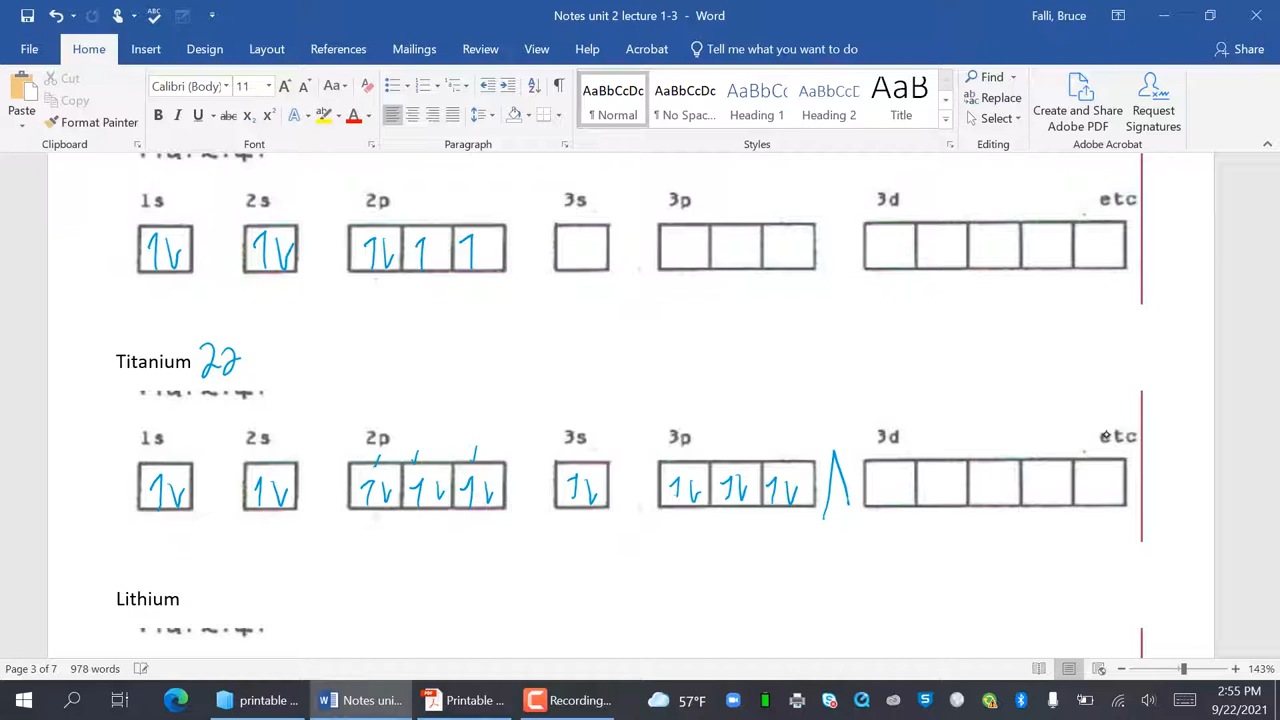 Notes unit 2 lecture 1-3 - Word
Falli, Bruce
File Home Insert Design Layout References Mailings Review View Help Acrobat Tell me what you want to do Share
Paste
Cut
Copy
Format Painter
Calibri (Body) 11 Aa
B I U abc x₂ x² A A
AaBbCcDc AaBbCcDc AaBbCc AaBbCcD AaB
¶ Normal ¶ No Spac... Heading 1 Heading 2 Title
Find
Replace
Select
Create and Share
Adobe PDF
Request
Signatures
Clipboard Font Paragraph Styles Editing Adobe Acrobat
1s 2s 2p 3s 3p 3d etc
Titanium 22
1s 2s 2p 3s 3p 3d etc
Lithium
Page 3 of 7 978 words 143%
printable ... Notes uni... Printable ... Recording... 57°F
2:55 PM
9/22/2021